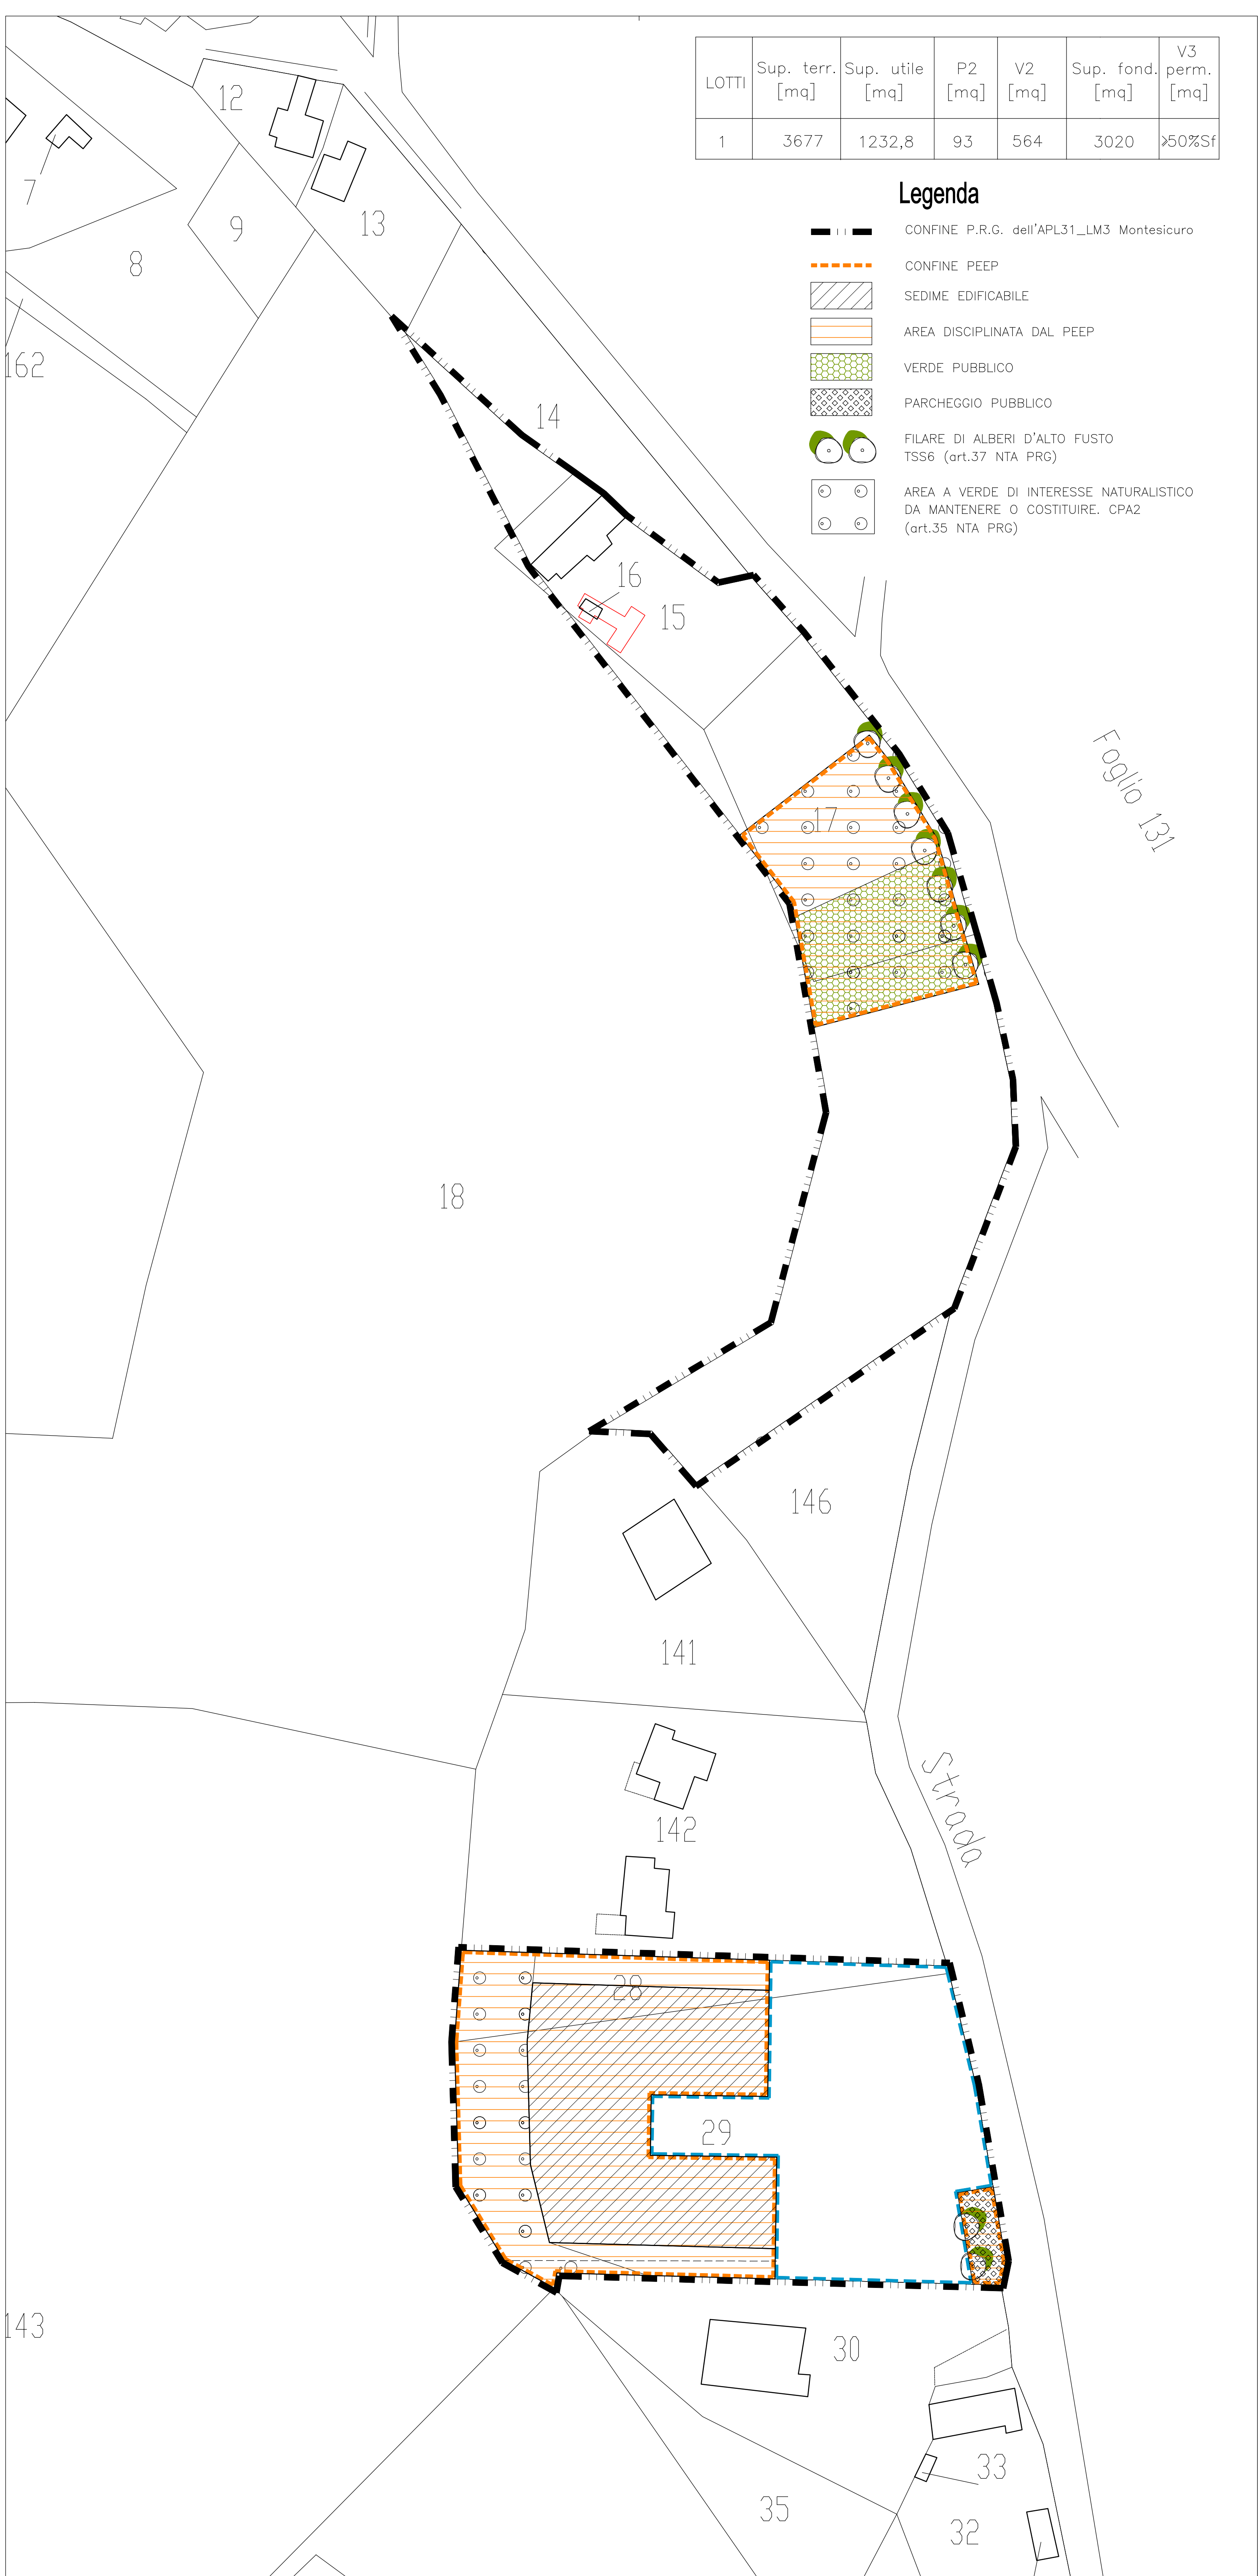 LOTTI Sup. terr. [mq] Sup. utile [mq] P2 [mq] V2 [mq] Sup. fond. [mq] V3 perm. [mq]
1 3677 1232,8 93 564 3020 ⩾50%Sf
Legenda
CONFINE P.R.G. dell'APL31_LM3 Montesicuro
CONFINE PEEP
SEDIME EDIFICABILE
AREA DISCIPLINATA DAL PEEP
VERDE PUBBLICO
PARCHEGGIO PUBBLICO
FILARE DI ALBERI D'ALTO FUSTO
TSS6 (art.37 NTA PRG)
AREA A VERDE DI INTERESSE NATURALISTICO
DA MANTENERE O COSTITUIRE. CPA2
(art.35 NTA PRG)
12
7
13
9
8
162
14
16
15
Foglio 131
17
18
146
141
Strada
142
28
29
143
30
33
35
32